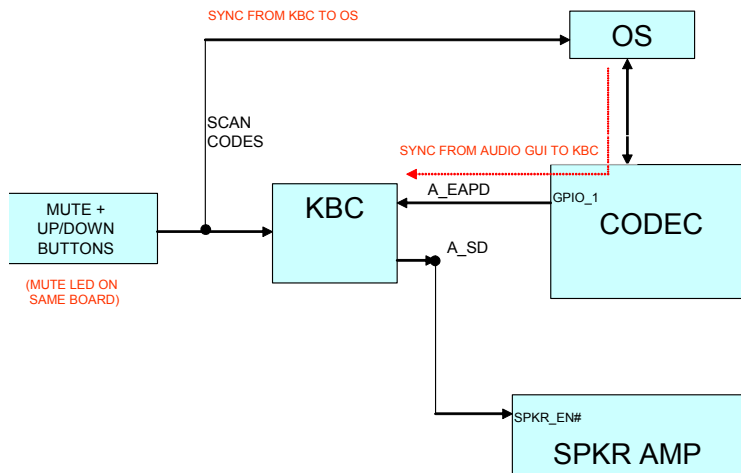 SYNC FROM KBC TO OS
OS
SCAN
CODES
SYNC FROM AUDIO GUI TO KBC
A_EAPD
GPIO_1
CODEC
KBC
MUTE +
UP/DOWN
BUTTONS
(MUTE LED ON
SAME BOARD)
A_SD
SPKR_EN#
SPKR AMP